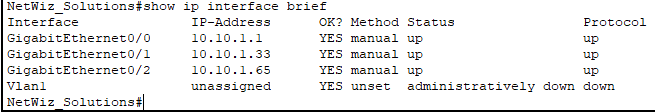 NetWiz_Solutions#show ip interface brief
Interface              IP-Address      OK? Method Status                Protocol
GigabitEthernet0/0     10.10.1.1       YES manual up                    up
GigabitEthernet0/1     10.10.1.33      YES manual up                    up
GigabitEthernet0/2     10.10.1.65      YES manual up                    up
Vlan1                  unassigned      YES unset  administratively down down
NetWiz_Solutions#